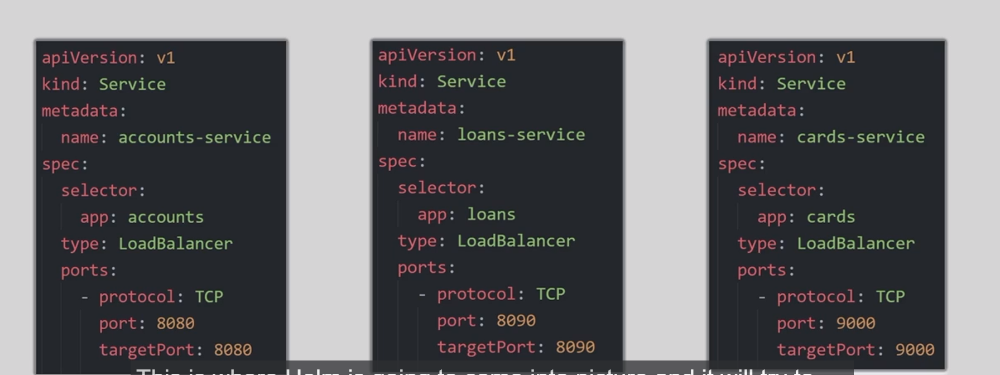 apiVersion: v1
kind: Service
metadata:
name: accounts-service
spec:
selector:
app: accounts
type: LoadBalancer
ports:
- protocol: TCP
port: 8080
targetPort: 8080
apiVersion: v1
kind: Service
metadata:
name: loans-service
spec:
selector:
app: loans
type: LoadBalancer
ports:
- protocol: TCP
port: 8090
targetPort: 8090
apiVersion: v1
kind: Service
metadata:
name: cards-service
spec:
selector:
app: cards
type: LoadBalancer
ports:
- protocol: TCP
port: 9000
targetPort: 9000
This is where Helm is going to come into picture and it will try to